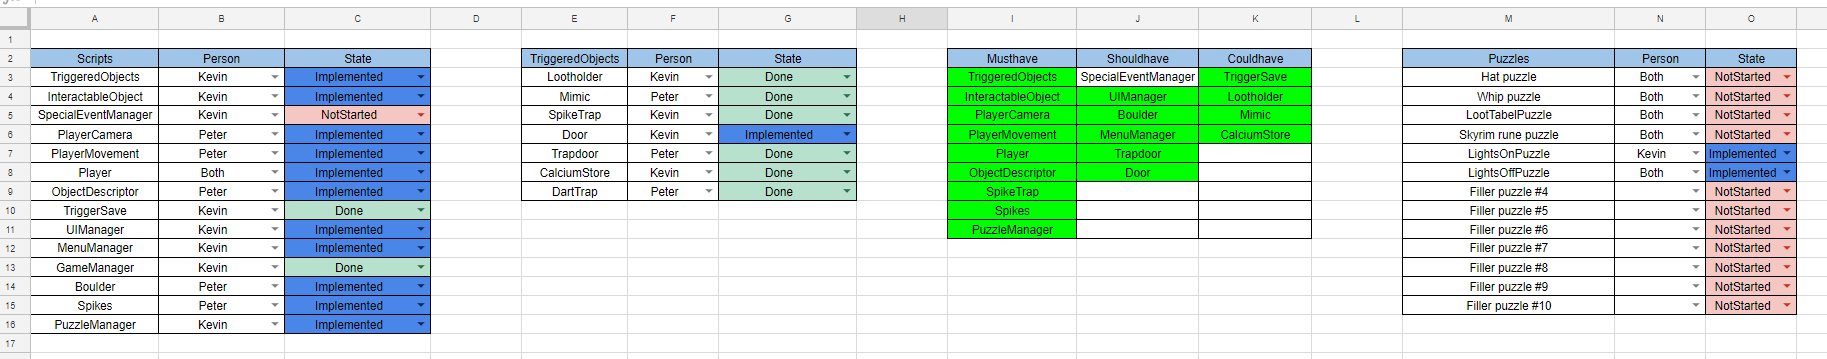 A B C D E F G H I J K L M N O
1
2 Scripts Person State TriggeredObjects Person State Musthave Shouldhave Couldhave Puzzles Person State
3 TriggeredObjects Kevin Implemented Lootholder Kevin Done TriggeredObjects SpecialEventManager TriggerSave Hat puzzle Both NotStarted
4 InteractableObject Kevin Implemented Mimic Peter Done InteractableObject UIManager Lootholder Whip puzzle Both NotStarted
5 SpecialEventManager Kevin NotStarted SpikeTrap Kevin Done PlayerCamera Boulder Mimic LootTabelPuzzle Both NotStarted
6 PlayerCamera Peter Implemented Door Kevin Implemented PlayerMovement MenuManager CalciumStore Skyrim rune puzzle Both NotStarted
7 PlayerMovement Peter Implemented Trapdoor Peter Done Player Trapdoor LightsOnPuzzle Kevin Implemented
8 Player Both Implemented CalciumStore Kevin Done ObjectDescriptor Door LightsOffPuzzle Both Implemented
9 ObjectDescriptor Peter Implemented DartTrap Peter Done SpikeTrap Filler puzzle #4 NotStarted
10 TriggerSave Kevin Done Spikes Filler puzzle #5 NotStarted
11 UIManager Kevin Implemented PuzzleManager Filler puzzle #6 NotStarted
12 MenuManager Kevin Implemented Filler puzzle #7 NotStarted
13 GameManager Kevin Done Filler puzzle #8 NotStarted
14 Boulder Peter Implemented Filler puzzle #9 NotStarted
15 Spikes Peter Implemented Filler puzzle #10 NotStarted
16 PuzzleManager Kevin Implemented
17